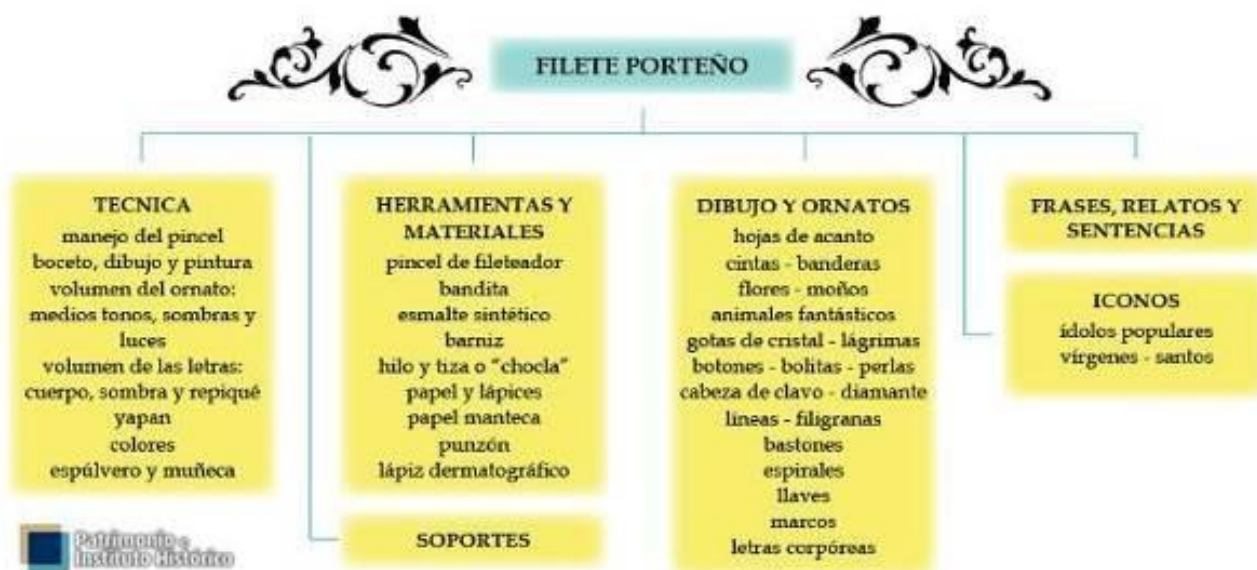 FILETE PORTEÑO
TECNICA
manejo del pincel
boceto, dibujo y pintura
volumen del ornato:
medios tonos, sombras y
luces
volumen de las letras:
cuerpo, sombra y repiqué
yapan
colores
espúlvero y muñeca
HERRAMIENTAS Y
MATERIALES
pincel de fileteador
bandita
esmalte sintético
barniz
hilo y tiza o "chocla"
papel y lápices
papel manteca
punzón
lápiz dermatográfico
SOPORTES
DIBUJO Y ORNATOS
hojas de acanto
cintas - banderas
flores - moños
animales fantásticos
gotas de cristal - lágrimas
botones - bolitas - perlas
cabeza de clavo - diamante
líneas - filigranas
bastones
espirales
llaves
marcos
letras corpóreas
FRASES, RELATOS Y
SENTENCIAS
ICONOS
ídolos populares
vírgenes - santos
Patrimonio e
Instituto Histórico